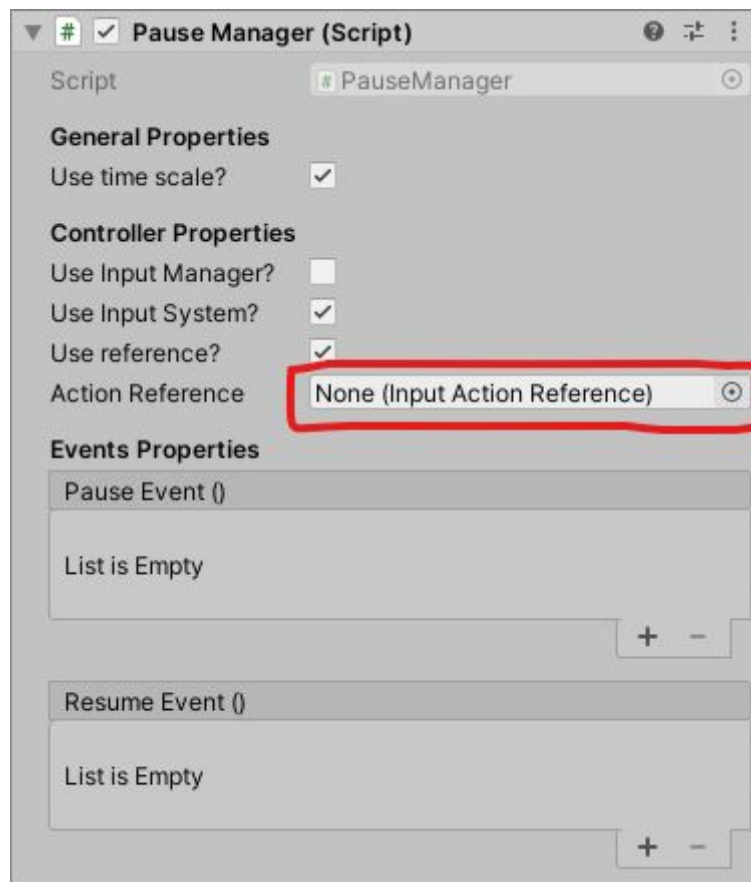 Pause Manager (Script)
Script # PauseManager
General Properties
Use time scale?
Controller Properties
Use Input Manager?
Use Input System?
Use reference?
Action Reference None (Input Action Reference)
Events Properties
Pause Event ()
List is Empty
+ −
Resume Event ()
List is Empty
+ −